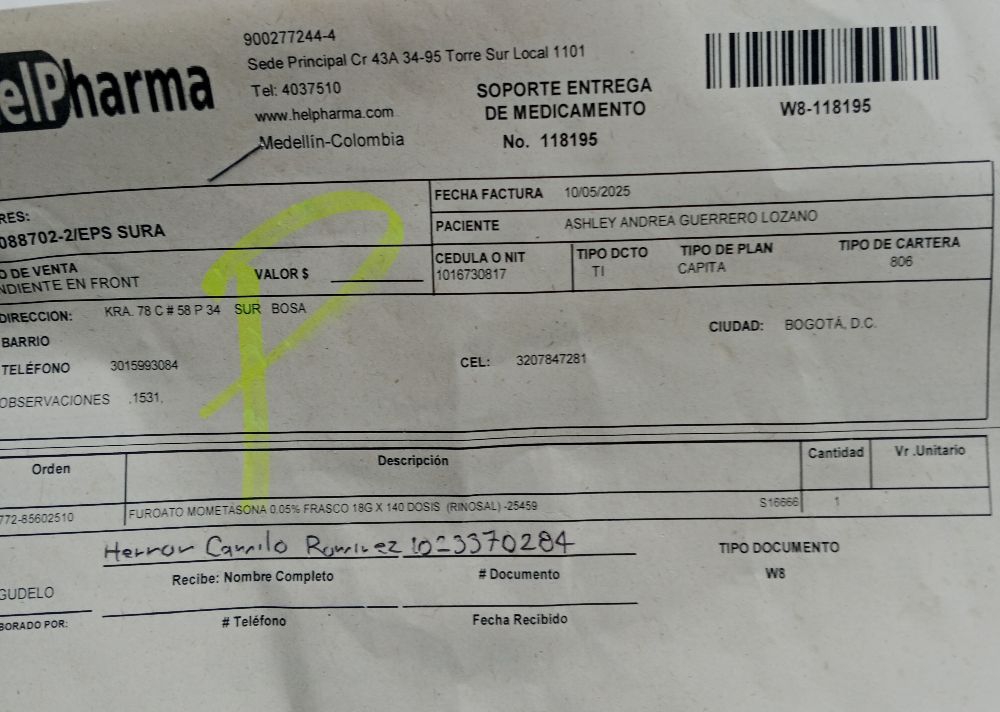 elPharma
900277244-4
Sede Principal Cr 43A 34-95 Torre Sur Local 1101
Tel: 4037510
www.helpharma.com
Medellín-Colombia
SOPORTE ENTREGA
DE MEDICAMENTO
No. 118195
W8-118195
RES:
088702-2/EPS SURA
FECHA FACTURA 10/05/2025
PACIENTE ASHLEY ANDREA GUERRERO LOZANO
O DE VENTA
NDIENTE EN FRONT
VALOR $
CEDULA O NIT
1016730817
TIPO DCTO
TI
TIPO DE PLAN
CAPITA
TIPO DE CARTERA
806
DIRECCION: KRA. 78 C # 58 P 34 SUR BOSA
BARRIO
CIUDAD: BOGOTÁ, D.C.
TELÉFONO 3015993084
CEL: 3207847281
OBSERVACIONES .1531.
P
Orden Descripción Cantidad Vr .Unitario
772-85602510 FUROATO MOMETASONA 0.05% FRASCO 18G X 140 DOSIS (RINOSAL) -25459 S16666 1
Hernan Camilo Ramirez 1023370284
Recibe: Nombre Completo # Documento
TIPO DOCUMENTO
W8
GUDELO
BORADO POR:
# Teléfono Fecha Recibido